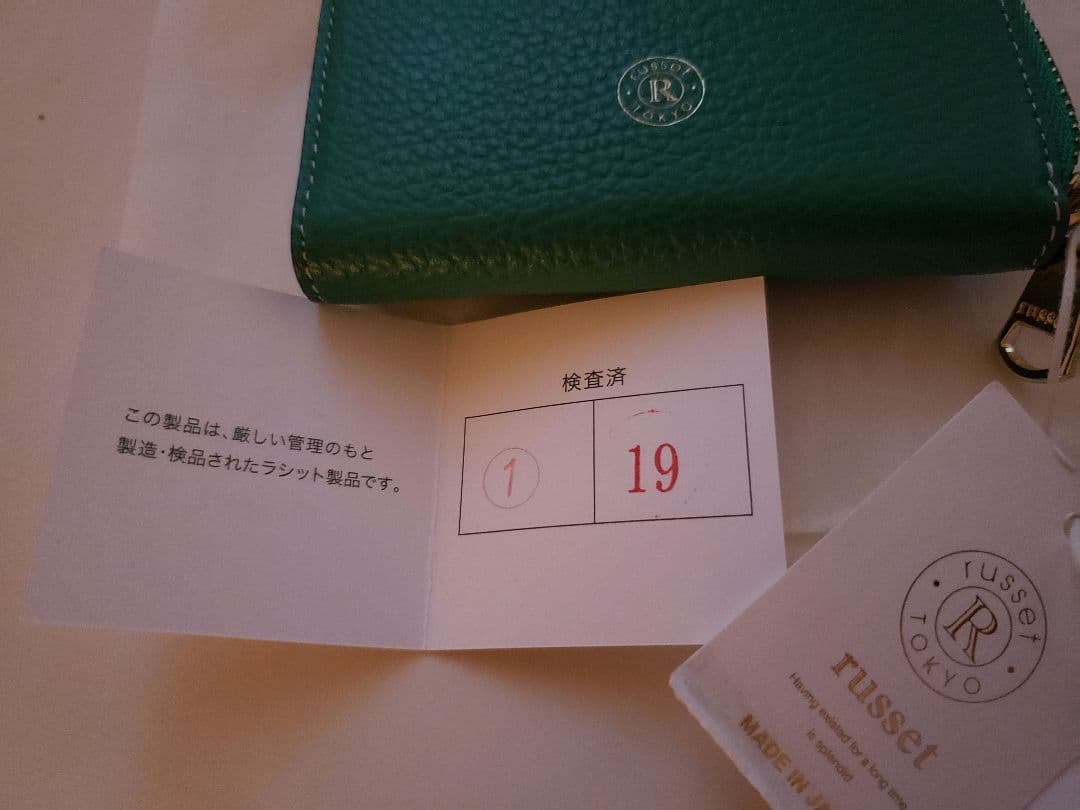 russet
R
TOKYO
russet
この製品は、厳しい管理のもと
製造・検品されたラシット製品です。
検査済
1
19
russet
R
TOKYO
russet
Having existed for a long time
is splendid
MADE IN